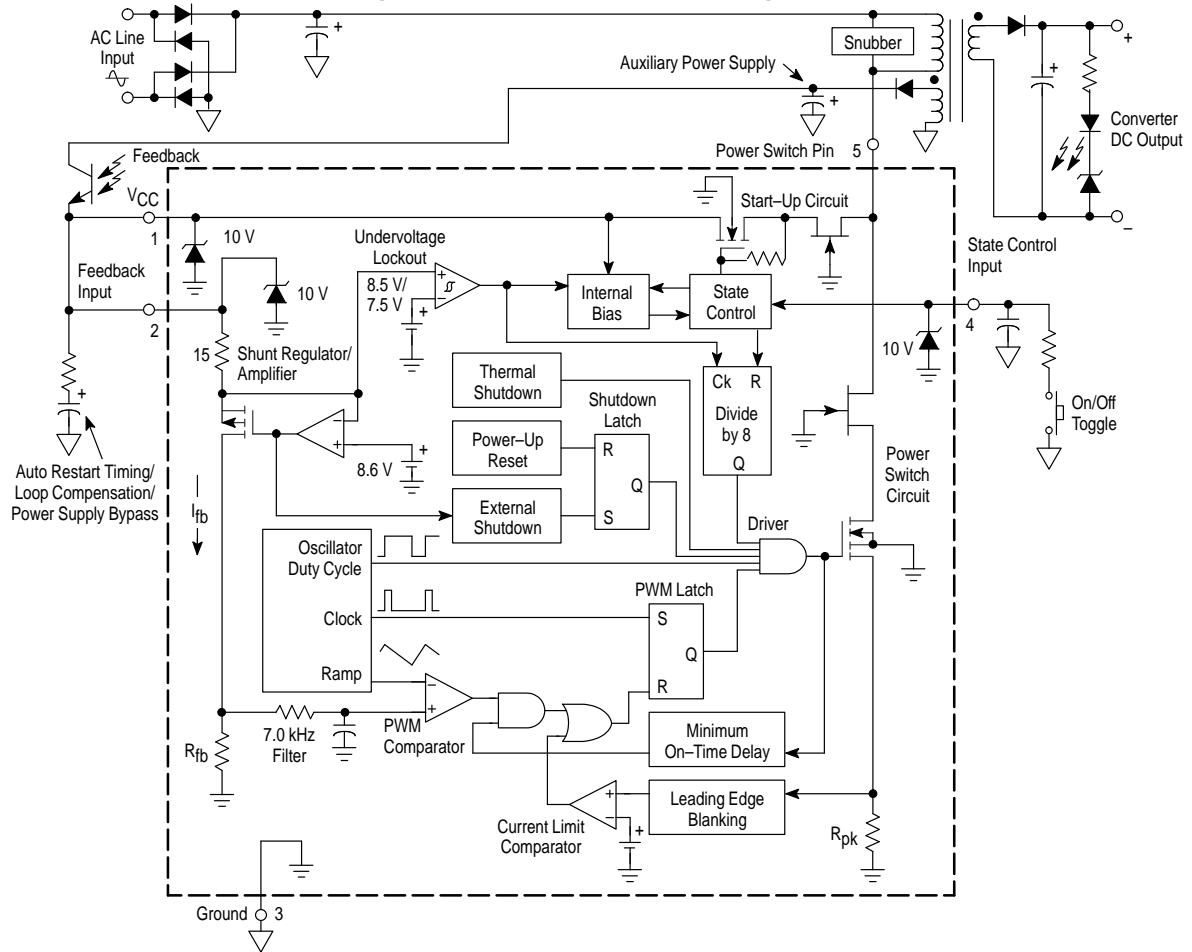 AC Line
Input
+
Snubber
Auxiliary Power Supply
+
+
+
Converter
DC Output
–
Feedback
Power Switch Pin
5
VCC
1
Start–Up Circuit
10 V
Undervoltage
Lockout
State Control
Input
Feedback
Input
10 V
+
–
8.5 V/
7.5 V
+
Internal
Bias
State
Control
2
4
10 V
15
Shunt Regulator/
Amplifier
Thermal
Shutdown
Ck
R
Divide
by 8
Q
Shutdown
Latch
On/Off
Toggle
+
–
+
+
8.6 V
Power–Up
Reset
R
Q
S
Power
Switch
Circuit
Auto Restart Timing/
Loop Compensation/
Power Supply Bypass
Ifb
External
Shutdown
Driver
Oscillator
Duty Cycle
PWM Latch
Clock
S
Q
R
Ramp
–
+
7.0 kHz
Filter
PWM
Comparator
Minimum
On–Time Delay
Rfb
+
–
+
Leading Edge
Blanking
Current Limit
Comparator
Rpk
Ground
3